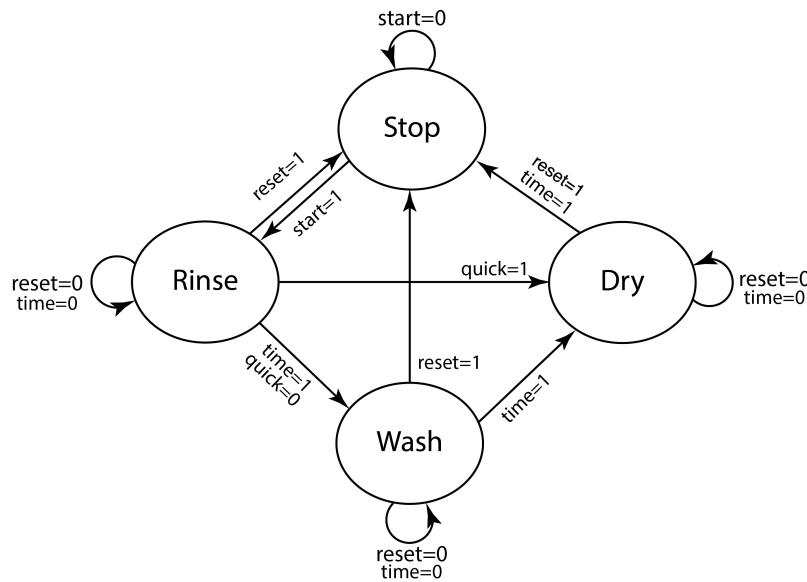 start=0
Stop
reset=1
start=1
reset=1
time=1
Rinse
reset=0
time=0
quick=1
Dry
reset=0
time=0
time=1
quick=0
reset=1
time=1
Wash
reset=0
time=0